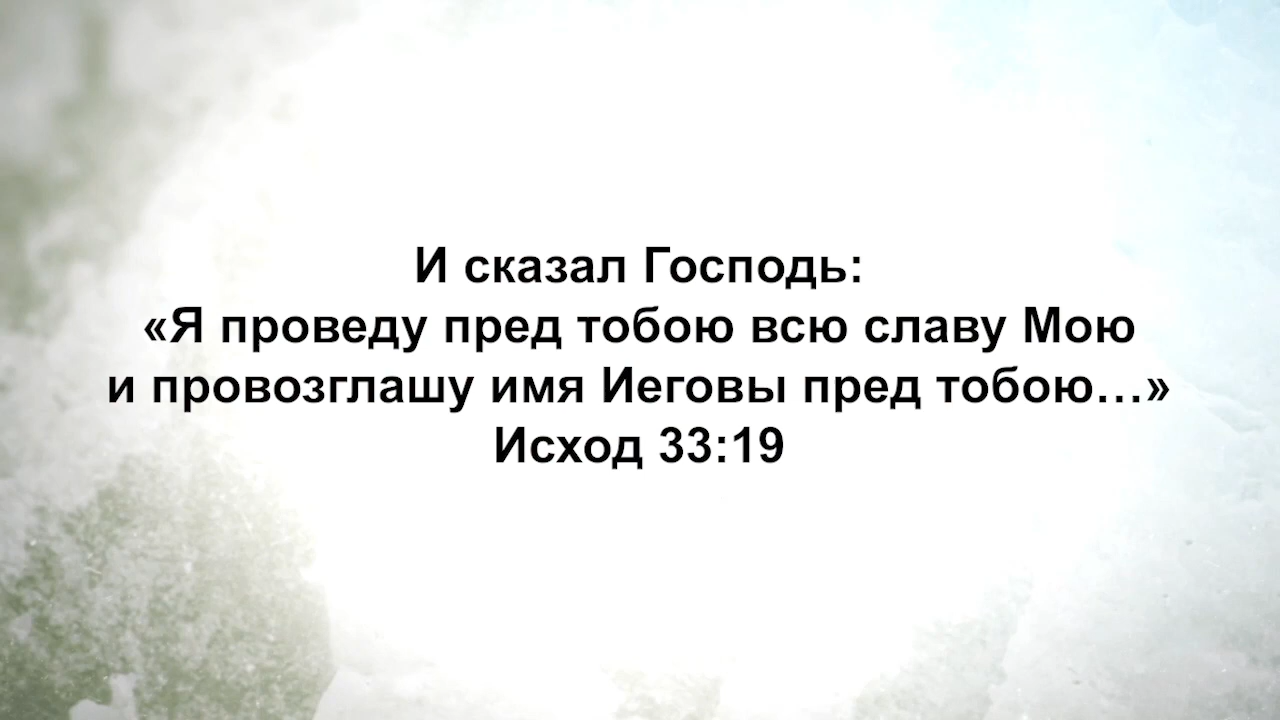 И сказал Господь:
«Я проведу пред тобою всю славу Мою
и провозглашу имя Иеговы пред тобою…»
Исход 33:19